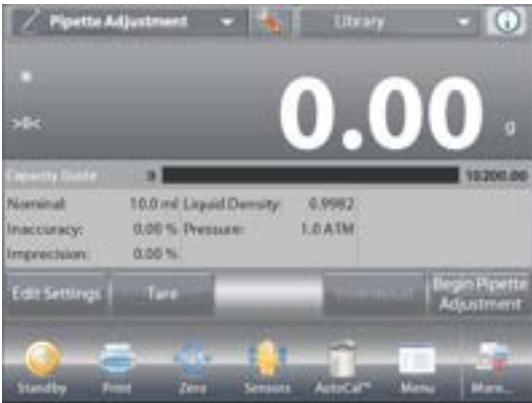 Pipette Adjustment
Library
0.00
g
>0<
Capacity Guide 0 10200.00
Nominal: 10.0 ml Liquid Density: 0.9982
Inaccuracy: 0.00 % Pressure: 1.0 ATM
Imprecision: 0.00 %
Edit Settings Tare Begin Pipette
Adjustment
Standby Print Zero Sensors AutoCal™ Menu More...